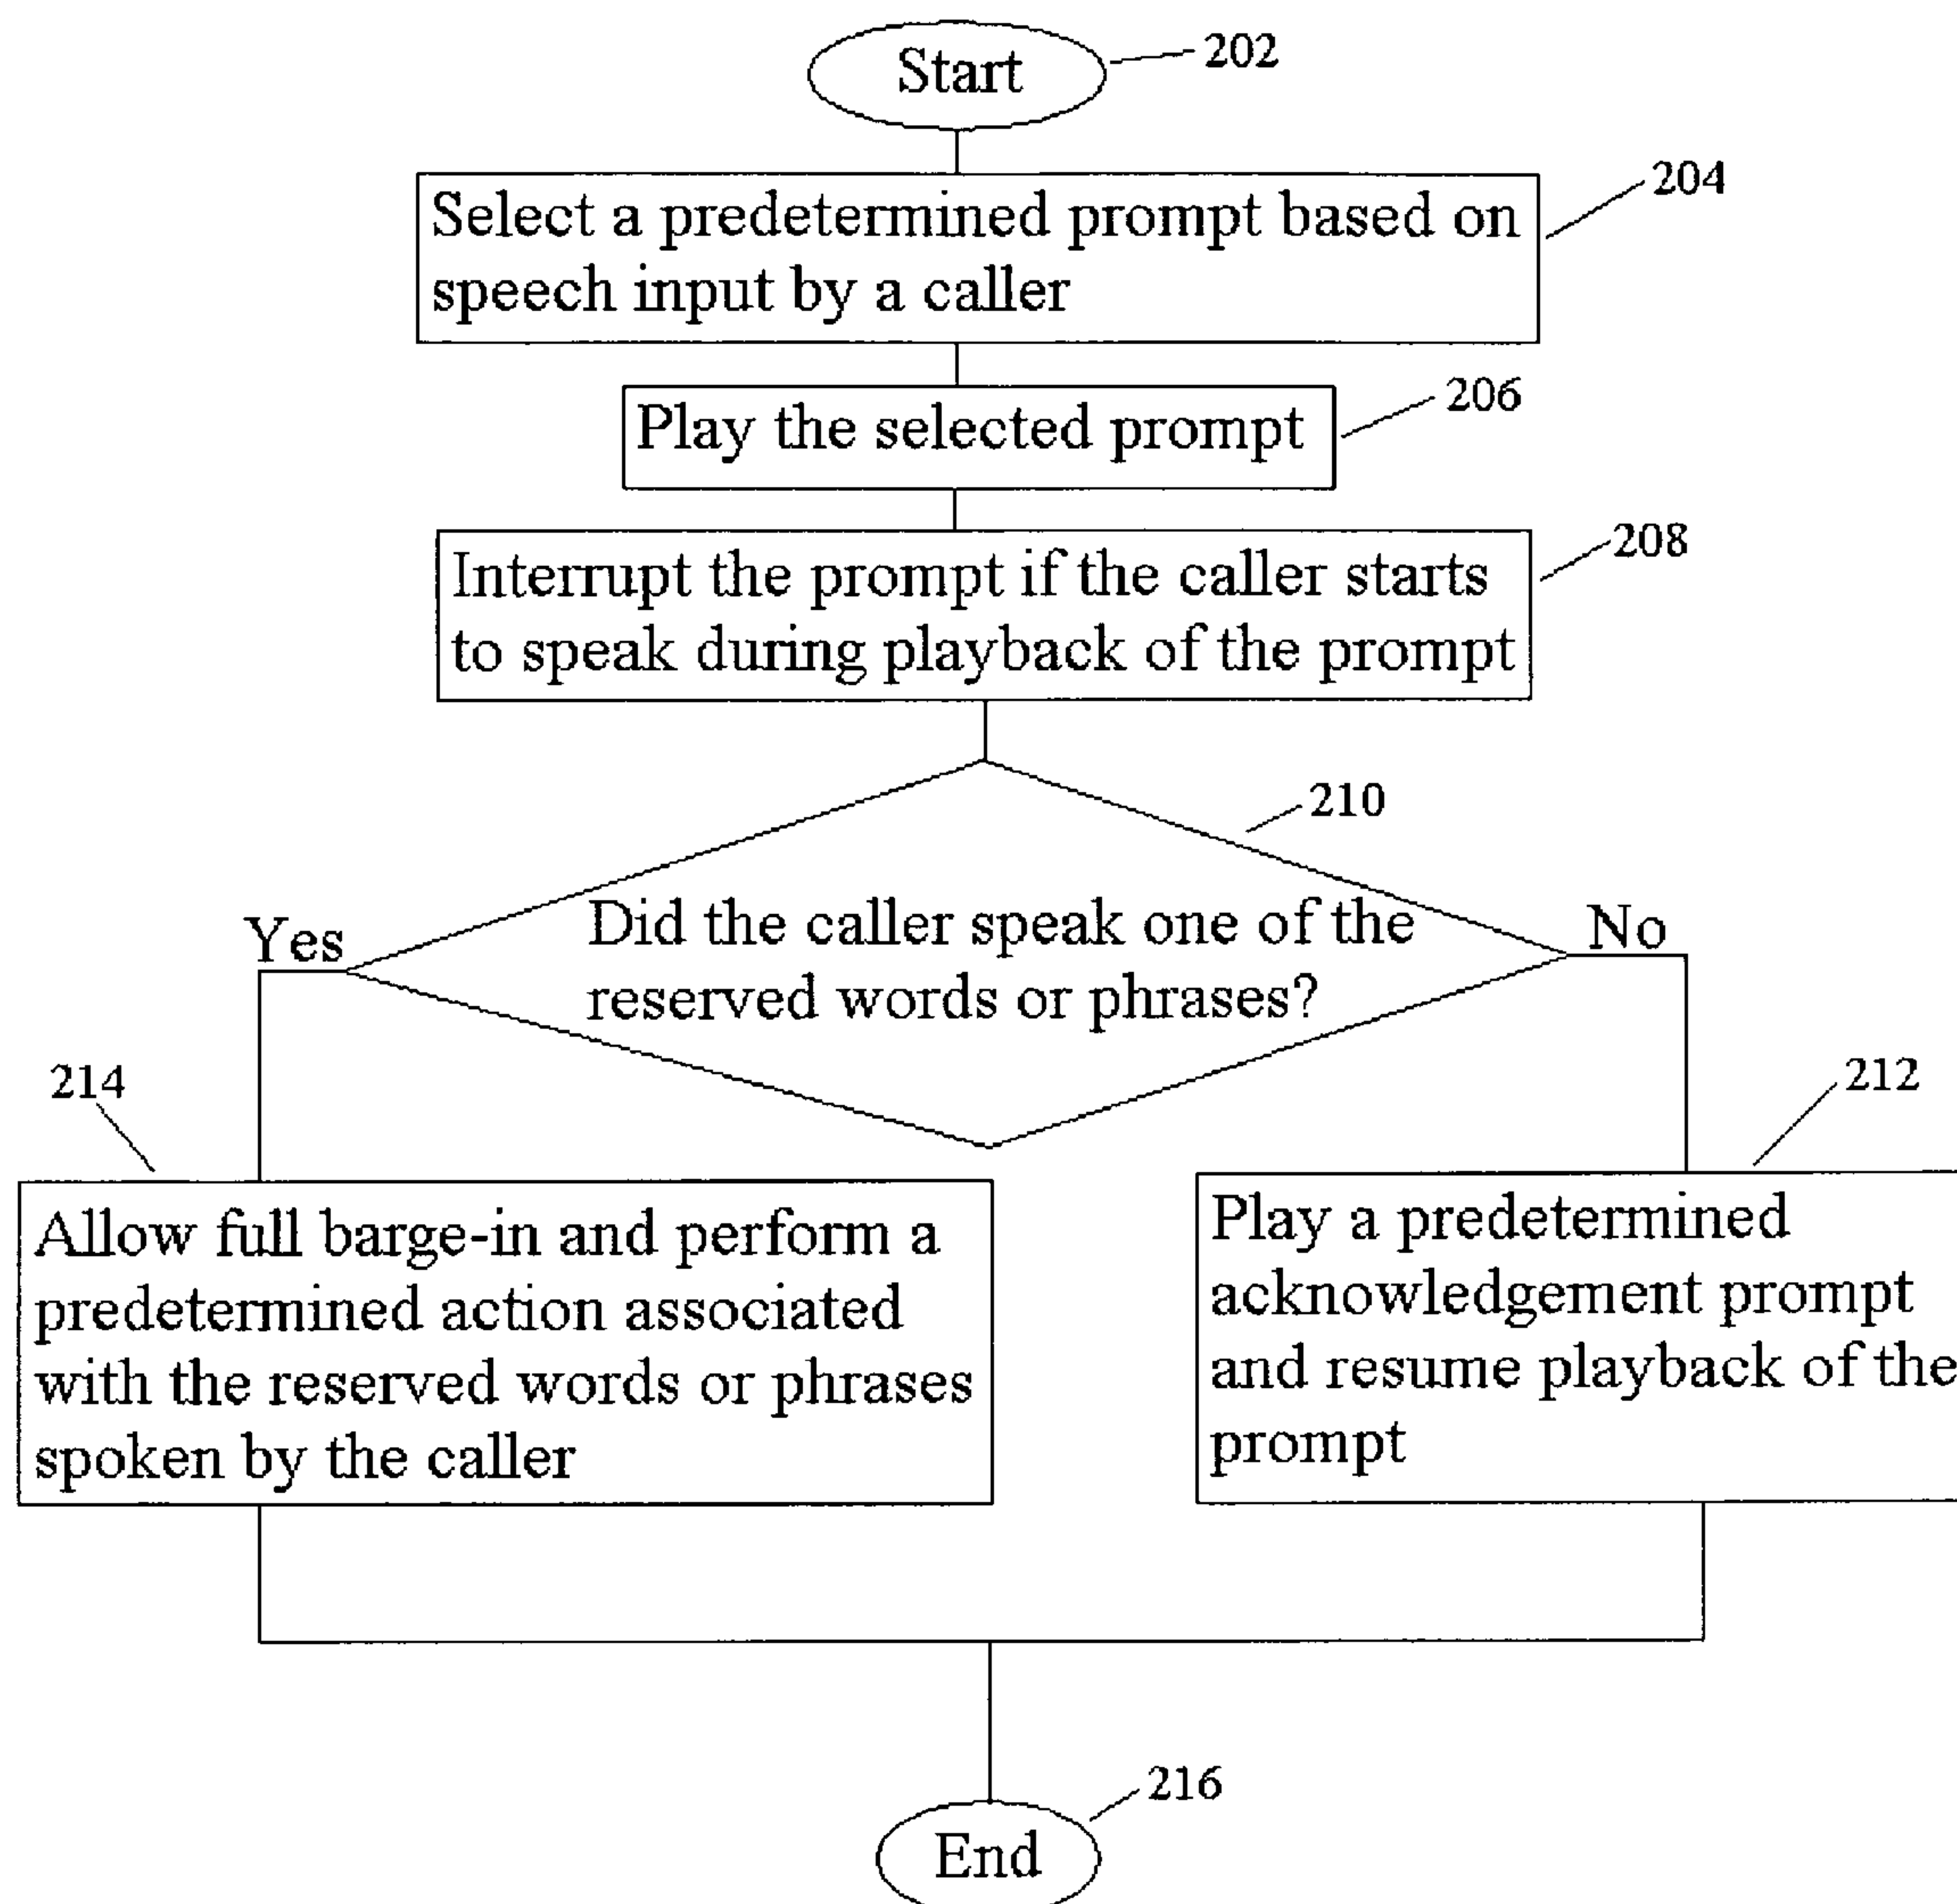 Start
202
Select a predetermined prompt based on
speech input by a caller
204
Play the selected prompt
206
Interrupt the prompt if the caller starts
to speak during playback of the prompt
208
210
Did the caller speak one of the
reserved words or phrases?
Yes
No
214
Allow full barge-in and perform a
predetermined action associated
with the reserved words or phrases
spoken by the caller
212
Play a predetermined
acknowledgement prompt
and resume playback of the
prompt
216
End